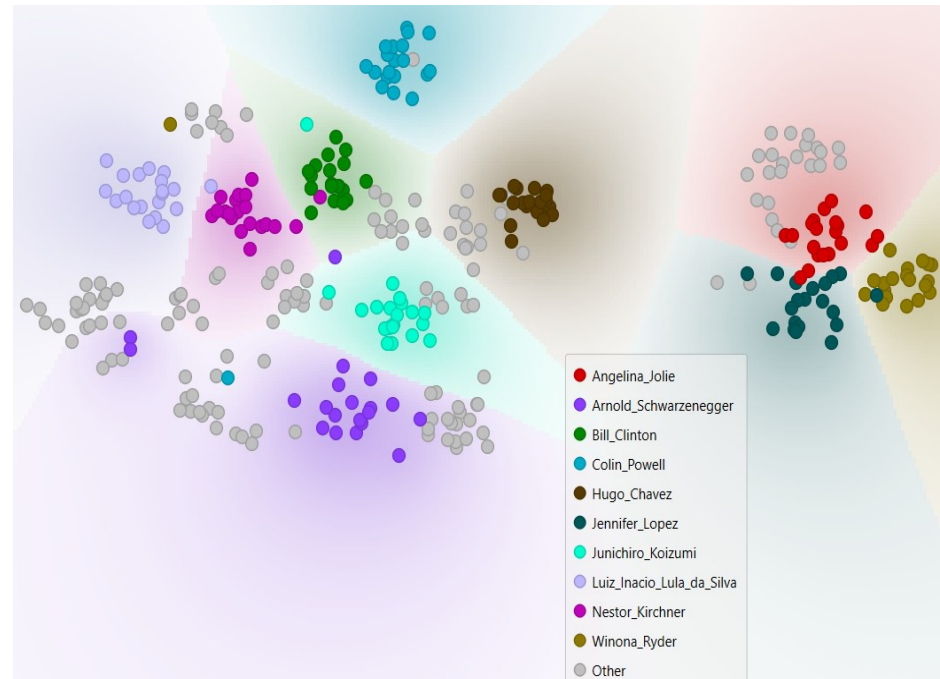 Angelina_Jolie
Arnold_Schwarzenegger
Bill_Clinton
Colin_Powell
Hugo_Chavez
Jennifer_Lopez
Junichiro_Koizumi
Luiz_Inacio_Lula_da_Silva
Nestor_Kirchner
Winona_Ryder
Other